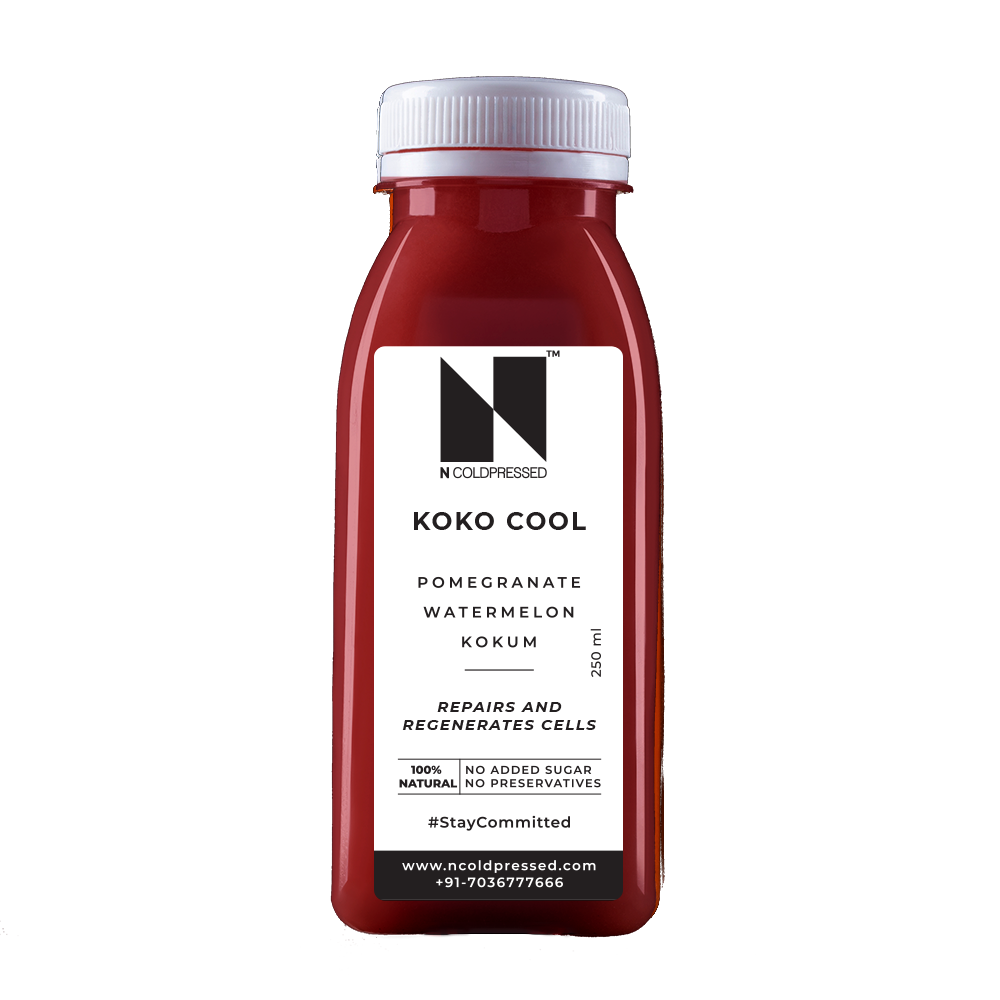 TM
N COLDPRESSED
KOKO COOL
POMEGRANATE
WATERMELON
KOKUM
250 ml
REPAIRS AND
REGENERATES CELLS
100% NATURAL
NO ADDED SUGAR
NO PRESERVATIVES
#StayCommitted
www.ncoldpressed.com
+91-7036777666